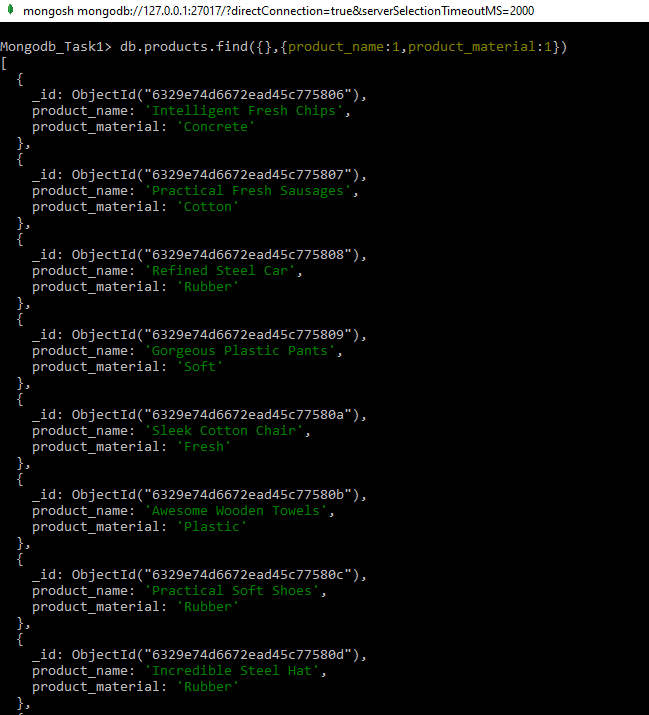 mongosh mongodb://127.0.0.1:27017/?directConnection=true&serverSelectionTimeoutMS=2000
Mongodb_Task1> db.products.find({},{product_name:1,product_material:1})
[
  {
    _id: ObjectId("6329e74d6672ead45c775806"),
    product_name: 'Intelligent Fresh Chips',
    product_material: 'Concrete'
  },
  {
    _id: ObjectId("6329e74d6672ead45c775807"),
    product_name: 'Practical Fresh Sausages',
    product_material: 'Cotton'
  },
  {
    _id: ObjectId("6329e74d6672ead45c775808"),
    product_name: 'Refined Steel Car',
    product_material: 'Rubber'
  },
  {
    _id: ObjectId("6329e74d6672ead45c775809"),
    product_name: 'Gorgeous Plastic Pants',
    product_material: 'Soft'
  },
  {
    _id: ObjectId("6329e74d6672ead45c77580a"),
    product_name: 'Sleek Cotton Chair',
    product_material: 'Fresh'
  },
  {
    _id: ObjectId("6329e74d6672ead45c77580b"),
    product_name: 'Awesome Wooden Towels',
    product_material: 'Plastic'
  },
  {
    _id: ObjectId("6329e74d6672ead45c77580c"),
    product_name: 'Practical Soft Shoes',
    product_material: 'Rubber'
  },
  {
    _id: ObjectId("6329e74d6672ead45c77580d"),
    product_name: 'Incredible Steel Hat',
    product_material: 'Rubber'
  },